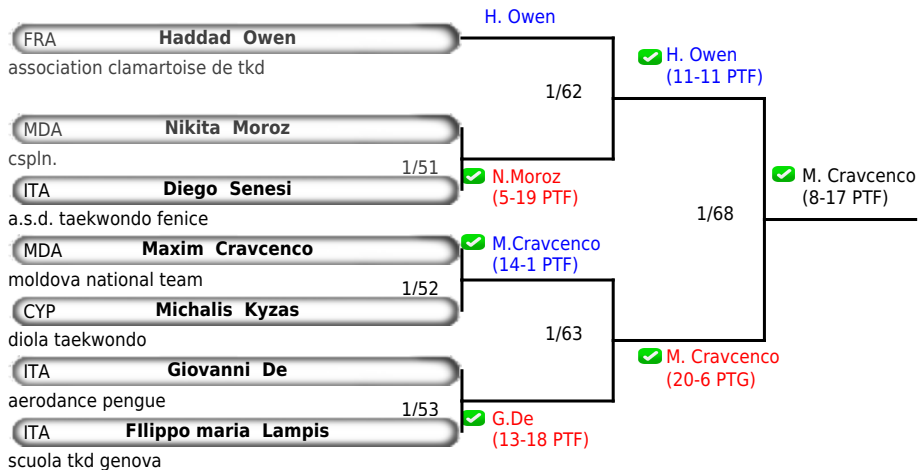 H. Owen
FRA Haddad Owen
association clamartoise de tkd
H. Owen
(11-11 PTF)
1/62
MDA Nikita Moroz
cspln.
1/51
N.Moroz
(5-19 PTF)
ITA Diego Senesi
a.s.d. taekwondo fenice
M. Cravcenco
(8-17 PTF)
1/68
MDA Maxim Cravcenco
moldova national team
M.Cravcenco
(14-1 PTF)
1/52
CYP Michalis Kyzas
diola taekwondo
1/63
ITA Giovanni De
aerodance pengue
M. Cravcenco
(20-6 PTG)
1/53
G.De
(13-18 PTF)
ITA FIlippo maria Lampis
scuola tkd genova